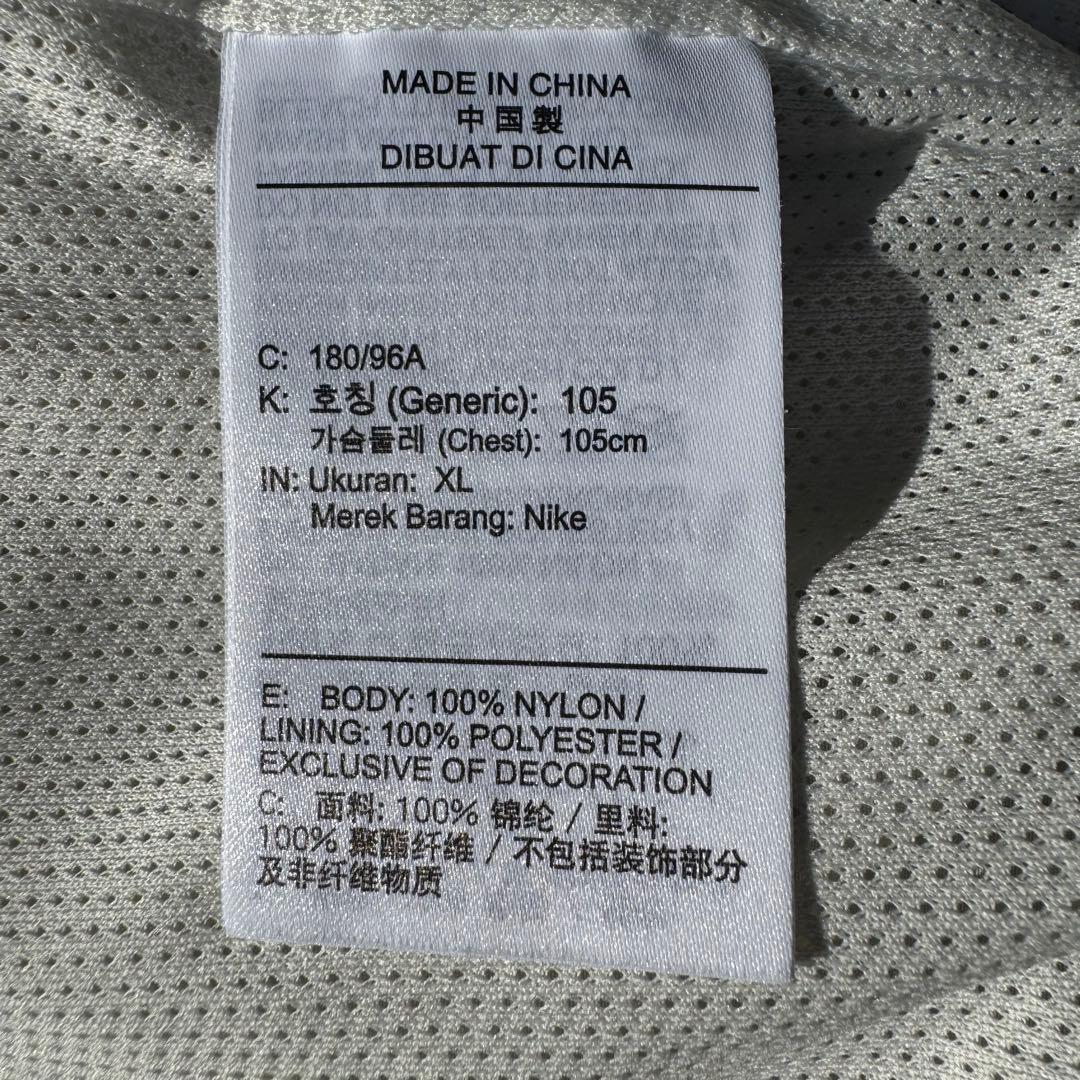 MADE IN CHINA
中国製
DIBUAT DI CINA
C: 180/96A
K: 호칭 (Generic): 105
가슴둘레 (Chest): 105cm
IN: Ukuran: XL
Merek Barang: Nike
E: BODY: 100% NYLON /
LINING: 100% POLYESTER /
EXCLUSIVE OF DECORATION
C: 面料: 100% 锦纶 / 里料:
100% 聚酯纤维 / 不包括装饰部分
及非纤维物质